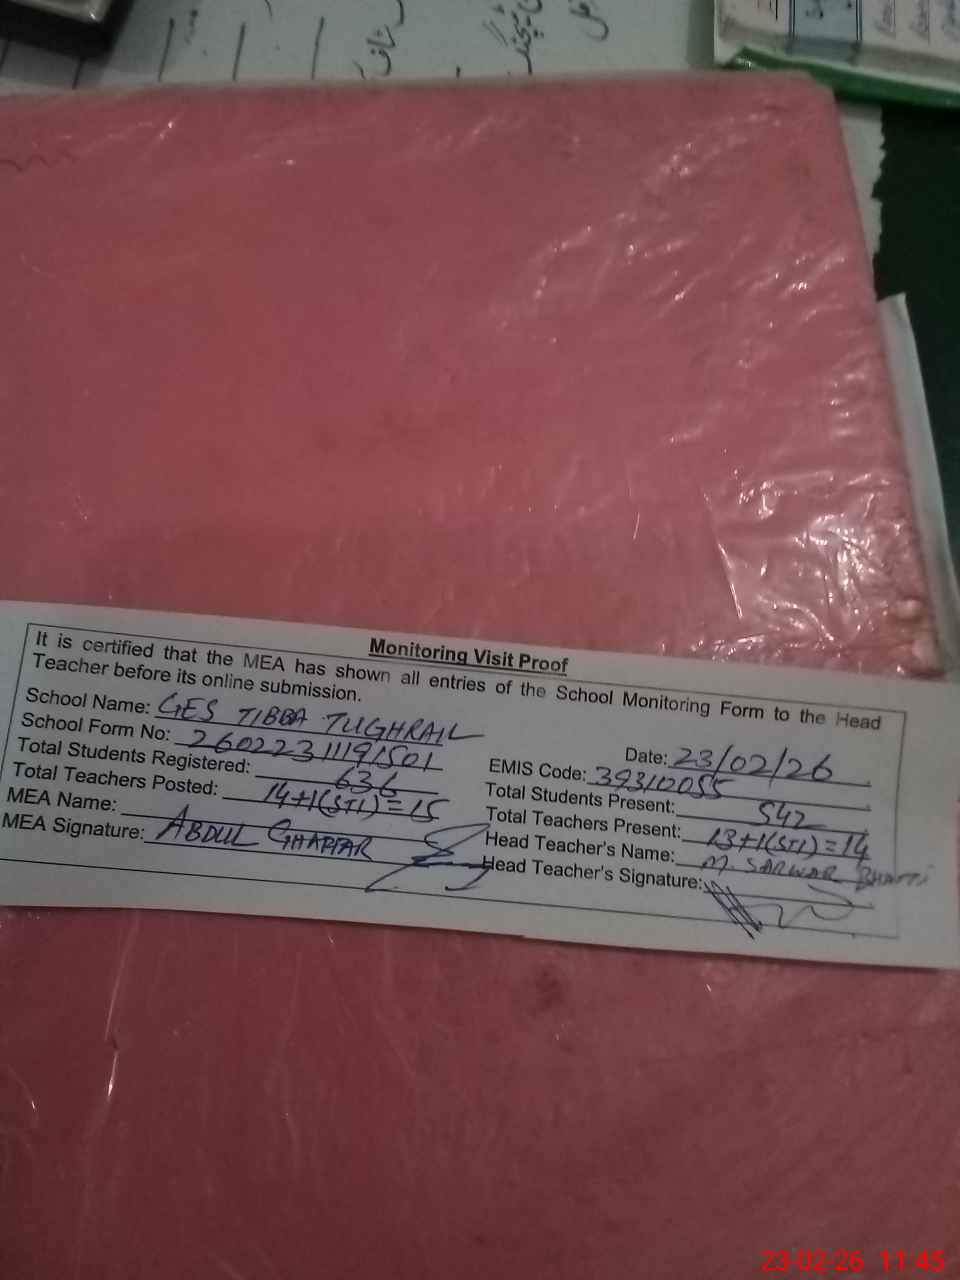 Monitoring Visit Proof
It is certified that the MEA has shown all entries of the School Monitoring Form to the Head
Teacher before its online submission.
School Name: GES TIBBA TUGHRAIL
Date: 23/02/26
School Form No: 26022311191501
EMIS Code: 39312055
Total Students Registered: 636
Total Students Present: 542
Total Teachers Posted: 14+1(STI)=15
Total Teachers Present: 13+1(STI)=14
MEA Name: ABDUL GHAFFAR
Head Teacher's Name: M. SARWAR BHATTI
MEA Signature:
Head Teacher's Signature:
23-02-26 11:45